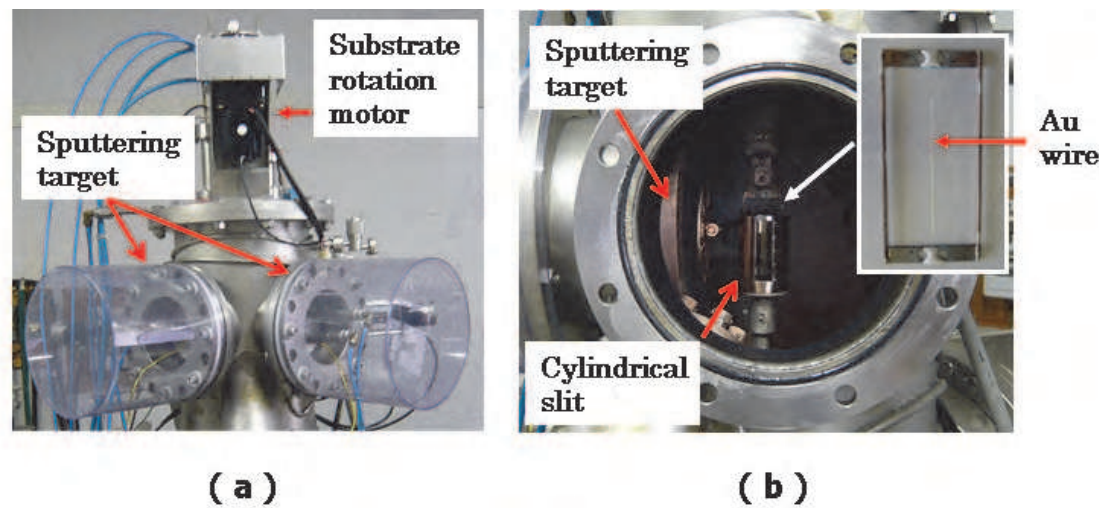 Substrate
rotation
motor
Sputtering
target
(a)
Sputtering
target
Au
wire
Cylindrical
slit
(b)